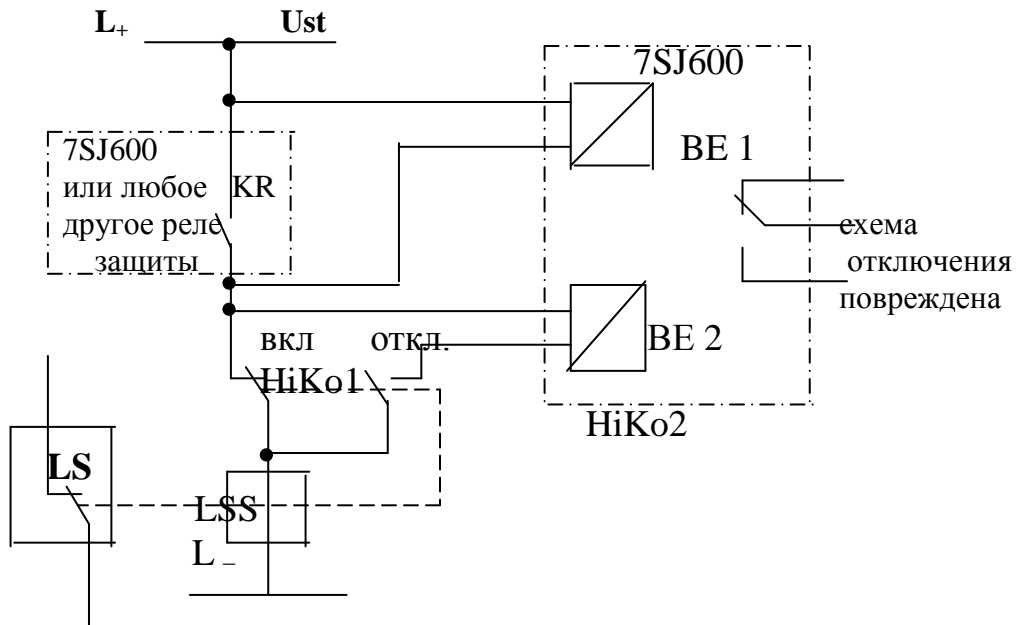 L+ Ust
7SJ600
7SJ600
или любое KR
другое реле
защиты
BE 1
схема
отключения
повреждена
вкл откл.
HiKo1
BE 2
HiKo2
LS
LSS
L –